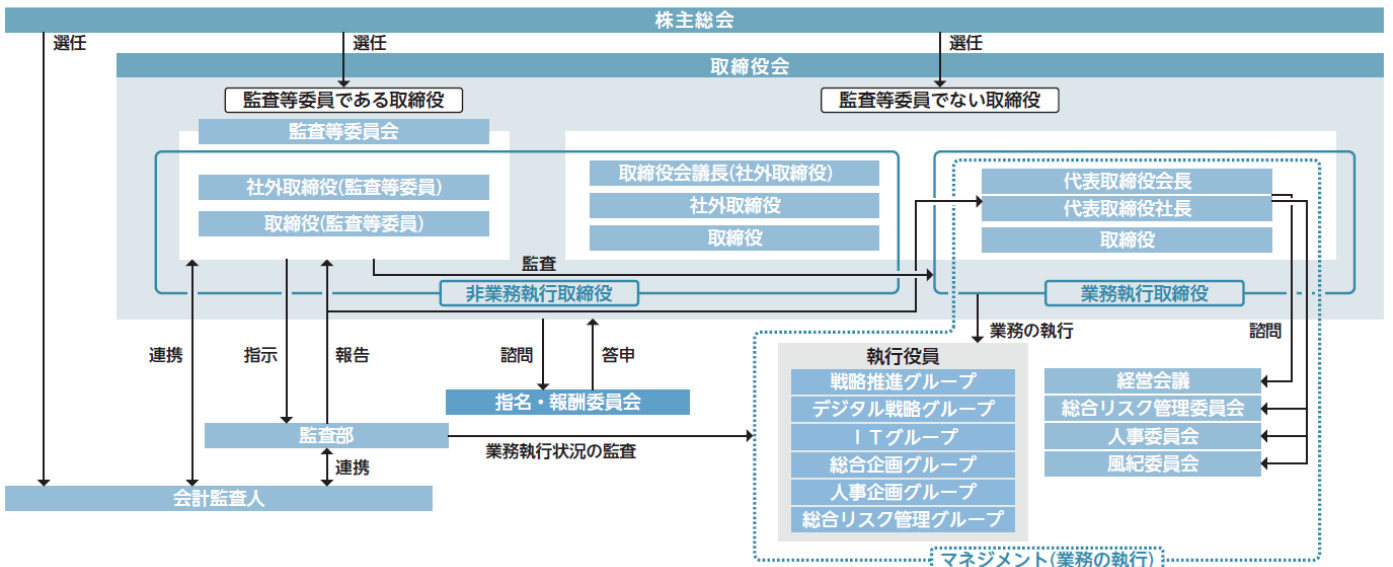 株主総会
選任
選任
選任
取締役会
監査等委員である取締役
監査等委員でない取締役
監査等委員会
社外取締役(監査等委員)
取締役(監査等委員)
取締役会議長(社外取締役)
社外取締役
取締役
代表取締役会長
代表取締役社長
取締役
監査
非業務執行取締役
業務執行取締役
連携
指示
報告
諮問
答申
業務の執行
諮問
執行役員
戦略推進グループ
デジタル戦略グループ
ITグループ
総合企画グループ
人事企画グループ
総合リスク管理グループ
経営会議
総合リスク管理委員会
人事委員会
風紀委員会
指名・報酬委員会
監査部
業務執行状況の監査
連携
会計監査人
マネジメント(業務の執行)